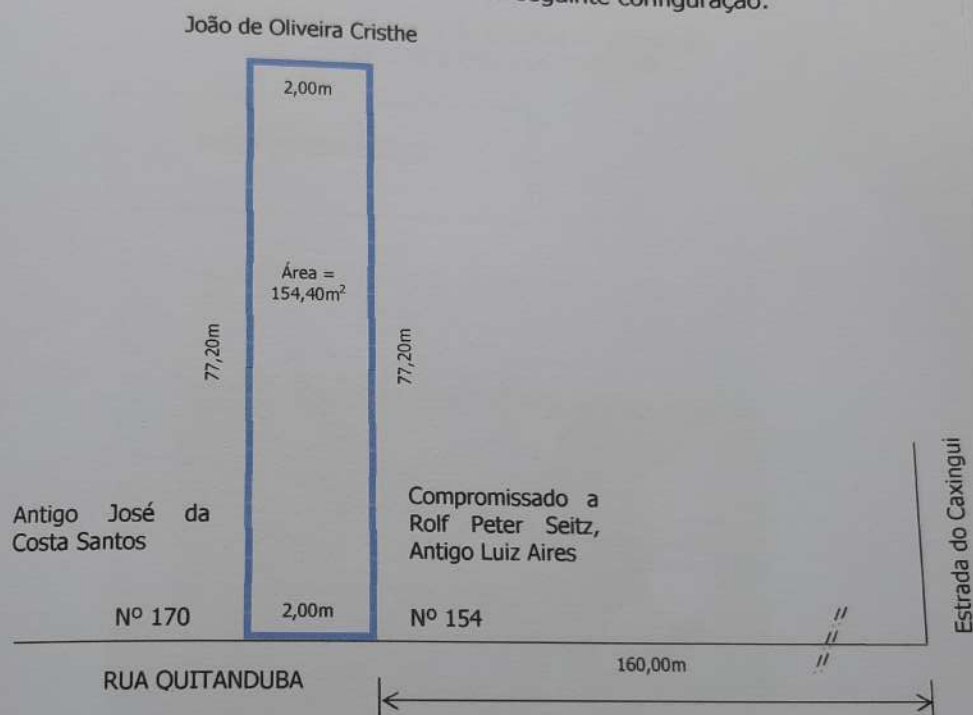 seguinte configuração:
João de Oliveira Cristhe
2,00m
Área =
154,40m²
77,20m
77,20m
Antigo José da
Costa Santos
Compromissado a
Rolf Peter Seitz,
Antigo Luiz Aires
Estrada do Caxingui
Nº 170
2,00m
Nº 154
RUA QUITANDUBA
160,00m